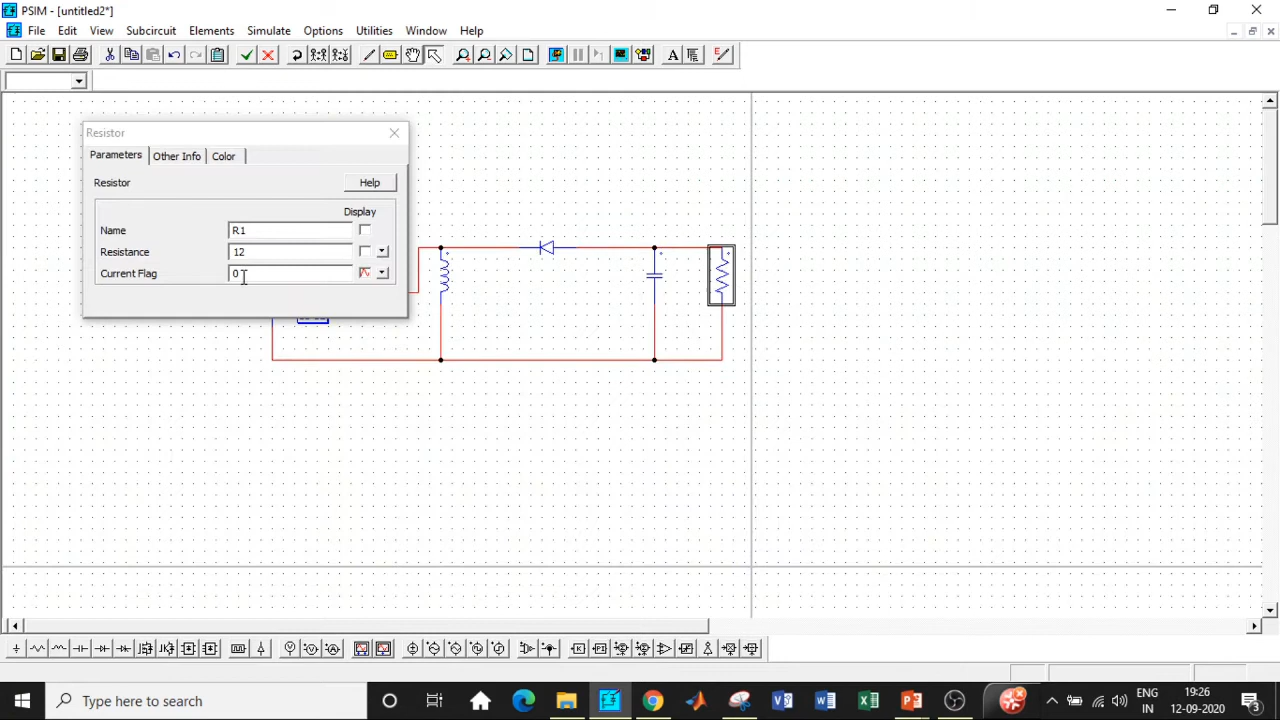 PSIM - [untitled2*]
File Edit View Subcircuit Elements Simulate Options Utilities Window Help
Resistor
Parameters Other Info Color
Resistor Help
Display
Name R1
Resistance 12
Current Flag 0
Type here to search
ENG
IN
19:26
12-09-2020
3